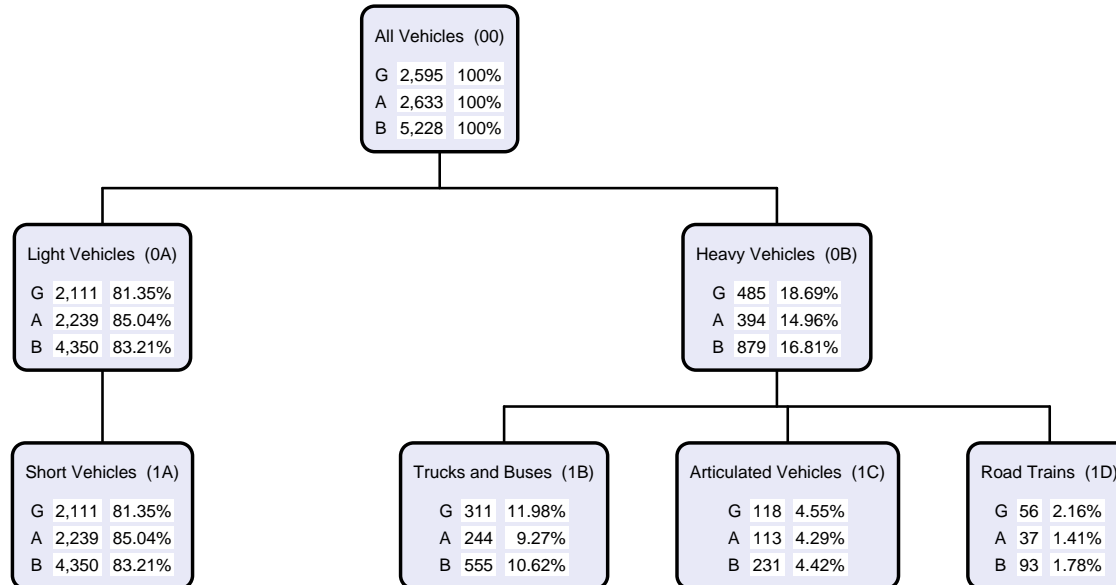 All Vehicles (00)
G 2,595 100%
A 2,633 100%
B 5,228 100%
Light Vehicles (0A)
G 2,111 81.35%
A 2,239 85.04%
B 4,350 83.21%
Heavy Vehicles (0B)
G 485 18.69%
A 394 14.96%
B 879 16.81%
Short Vehicles (1A)
G 2,111 81.35%
A 2,239 85.04%
B 4,350 83.21%
Trucks and Buses (1B)
G 311 11.98%
A 244 9.27%
B 555 10.62%
Articulated Vehicles (1C)
G 118 4.55%
A 113 4.29%
B 231 4.42%
Road Trains (1D)
G 56 2.16%
A 37 1.41%
B 93 1.78%